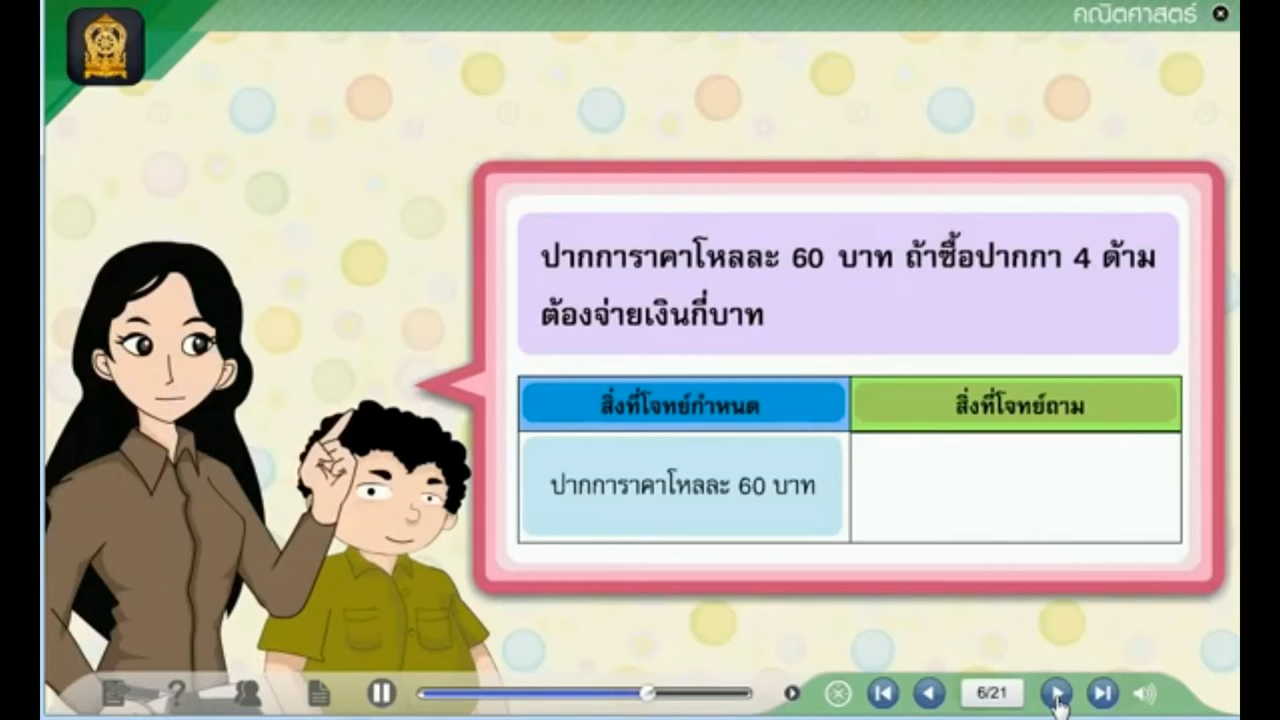 คณิตศาสตร์
ปากการาคาโหลละ 60 บาท ถ้าซื้อปากกา 4 ด้าม
ต้องจ่ายเงินกี่บาท
สิ่งที่โจทย์กำหนด
สิ่งที่โจทย์ถาม
ปากการาคาโหลละ 60 บาท
6/21